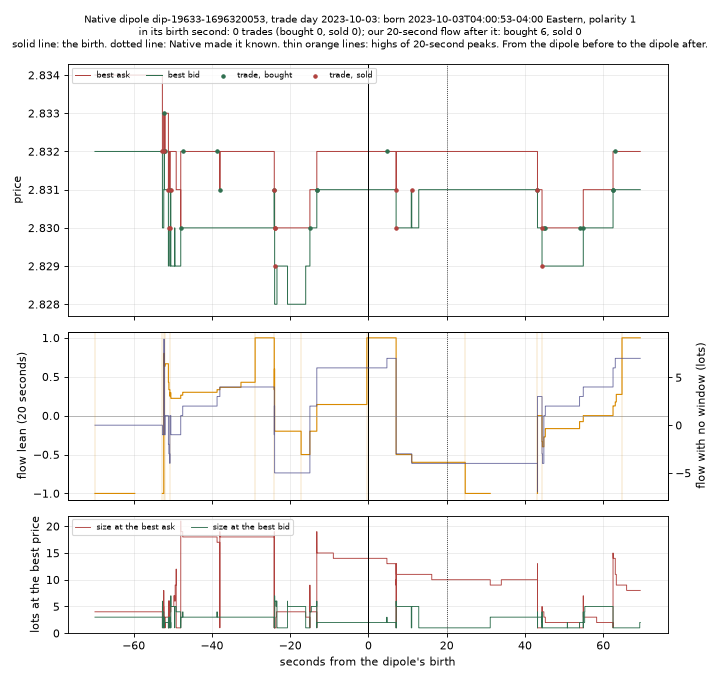 Native dipole dip-19633-1696320053, trade day 2023-10-03: born 2023-10-03T04:00:53-04:00 Eastern, polarity 1
in its birth second: 0 trades (bought 0, sold 0); our 20-second flow after it: bought 6, sold 0
solid line: the birth. dotted line: Native made it known. thin orange lines: highs of 20-second peaks. From the dipole before to the dipole after.
best ask
best bid
trade, bought
trade, sold
2.834
2.833
2.832
2.831
2.830
2.829
2.828
price
1.0
0.5
0.0
−0.5
−1.0
flow lean (20 seconds)
5
0
−5
flow with no window (lots)
size at the best ask
size at the best bid
20
15
10
5
0
lots at the best price
−60
−40
−20
0
20
40
60
seconds from the dipole's birth